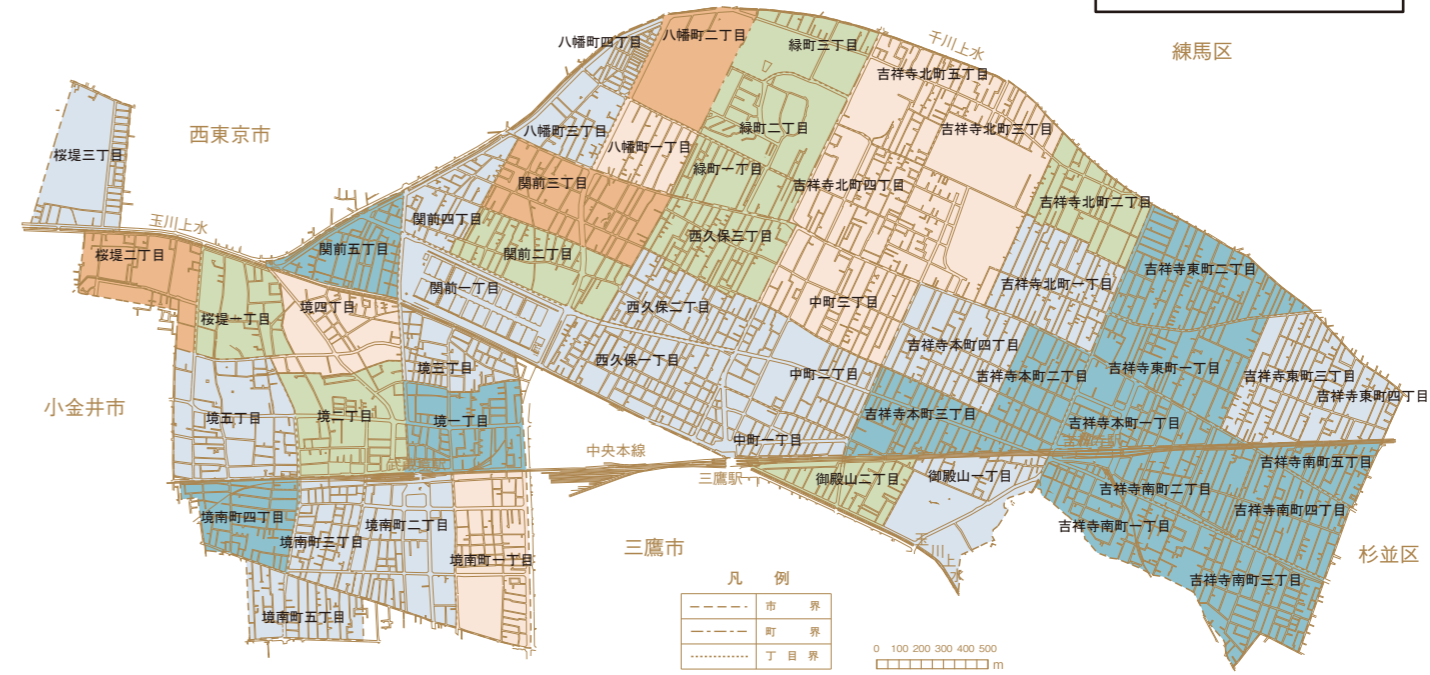 八幡町四丁目
八幡町二丁目
緑町三丁目
千川上水
練馬区
吉祥寺北町五丁目
西東京市
桜堤三丁目
八幡町三丁目
八幡町一丁目
緑町二丁目
吉祥寺北町三丁目
関前三丁目
緑町一丁目
吉祥寺北町四丁目
吉祥寺北町二丁目
玉川上水
関前四丁目
西久保三丁目
桜堤二丁目
関前五丁目
関前二丁目
吉祥寺東町二丁目
関前一丁目
吉祥寺北町一丁目
境四丁目
西久保二丁目
中町三丁目
桜堤一丁目
吉祥寺本町四丁目
西久保一丁目
境三丁目
中町二丁目
吉祥寺本町二丁目
吉祥寺東町一丁目
吉祥寺東町三丁目
吉祥寺東町四丁目
小金井市
境五丁目
境二丁目
境一丁目
吉祥寺本町三丁目
吉祥寺本町一丁目
中町一丁目
吉祥寺駅
中央本線
三鷹駅
御殿山二丁目
御殿山一丁目
吉祥寺南町五丁目
吉祥寺南町二丁目
境南町四丁目
境南町二丁目
吉祥寺南町四丁目
吉祥寺南町一丁目
境南町三丁目
三鷹市
玉川上水
境南町一丁目
杉並区
吉祥寺南町三丁目
境南町五丁目
凡 例
市 界
町 界
丁 目 界
0 100 200 300 400 500
m